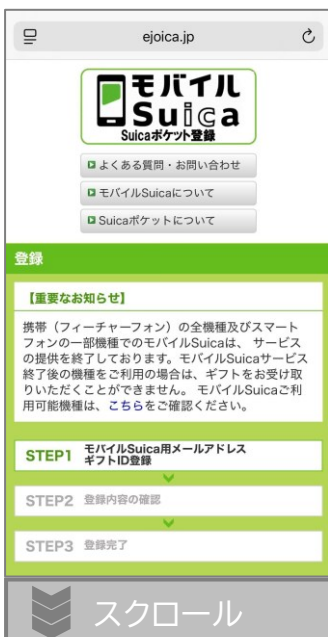 ejoica.jp
モバイル
Suica
Suicaポケット登録
よくある質問・お問い合わせ
モバイルSuicaについて
Suicaポケットについて
登録
【重要なお知らせ】
携帯（フィーチャーフォン）の全機種及びスマート
フォンの一部機種でのモバイルSuicaは、 サービス
の提供を終了しております。モバイルSuicaサービス
終了後の機種をご利用の場合は、ギフトをお受け取
りいただくことができません。 モバイルSuicaご利
用可能機種は、こちらをご確認ください。
STEP1 モバイルSuica用メールアドレス
ギフトID登録
STEP2 登録内容の確認
STEP3 登録完了
スクロール